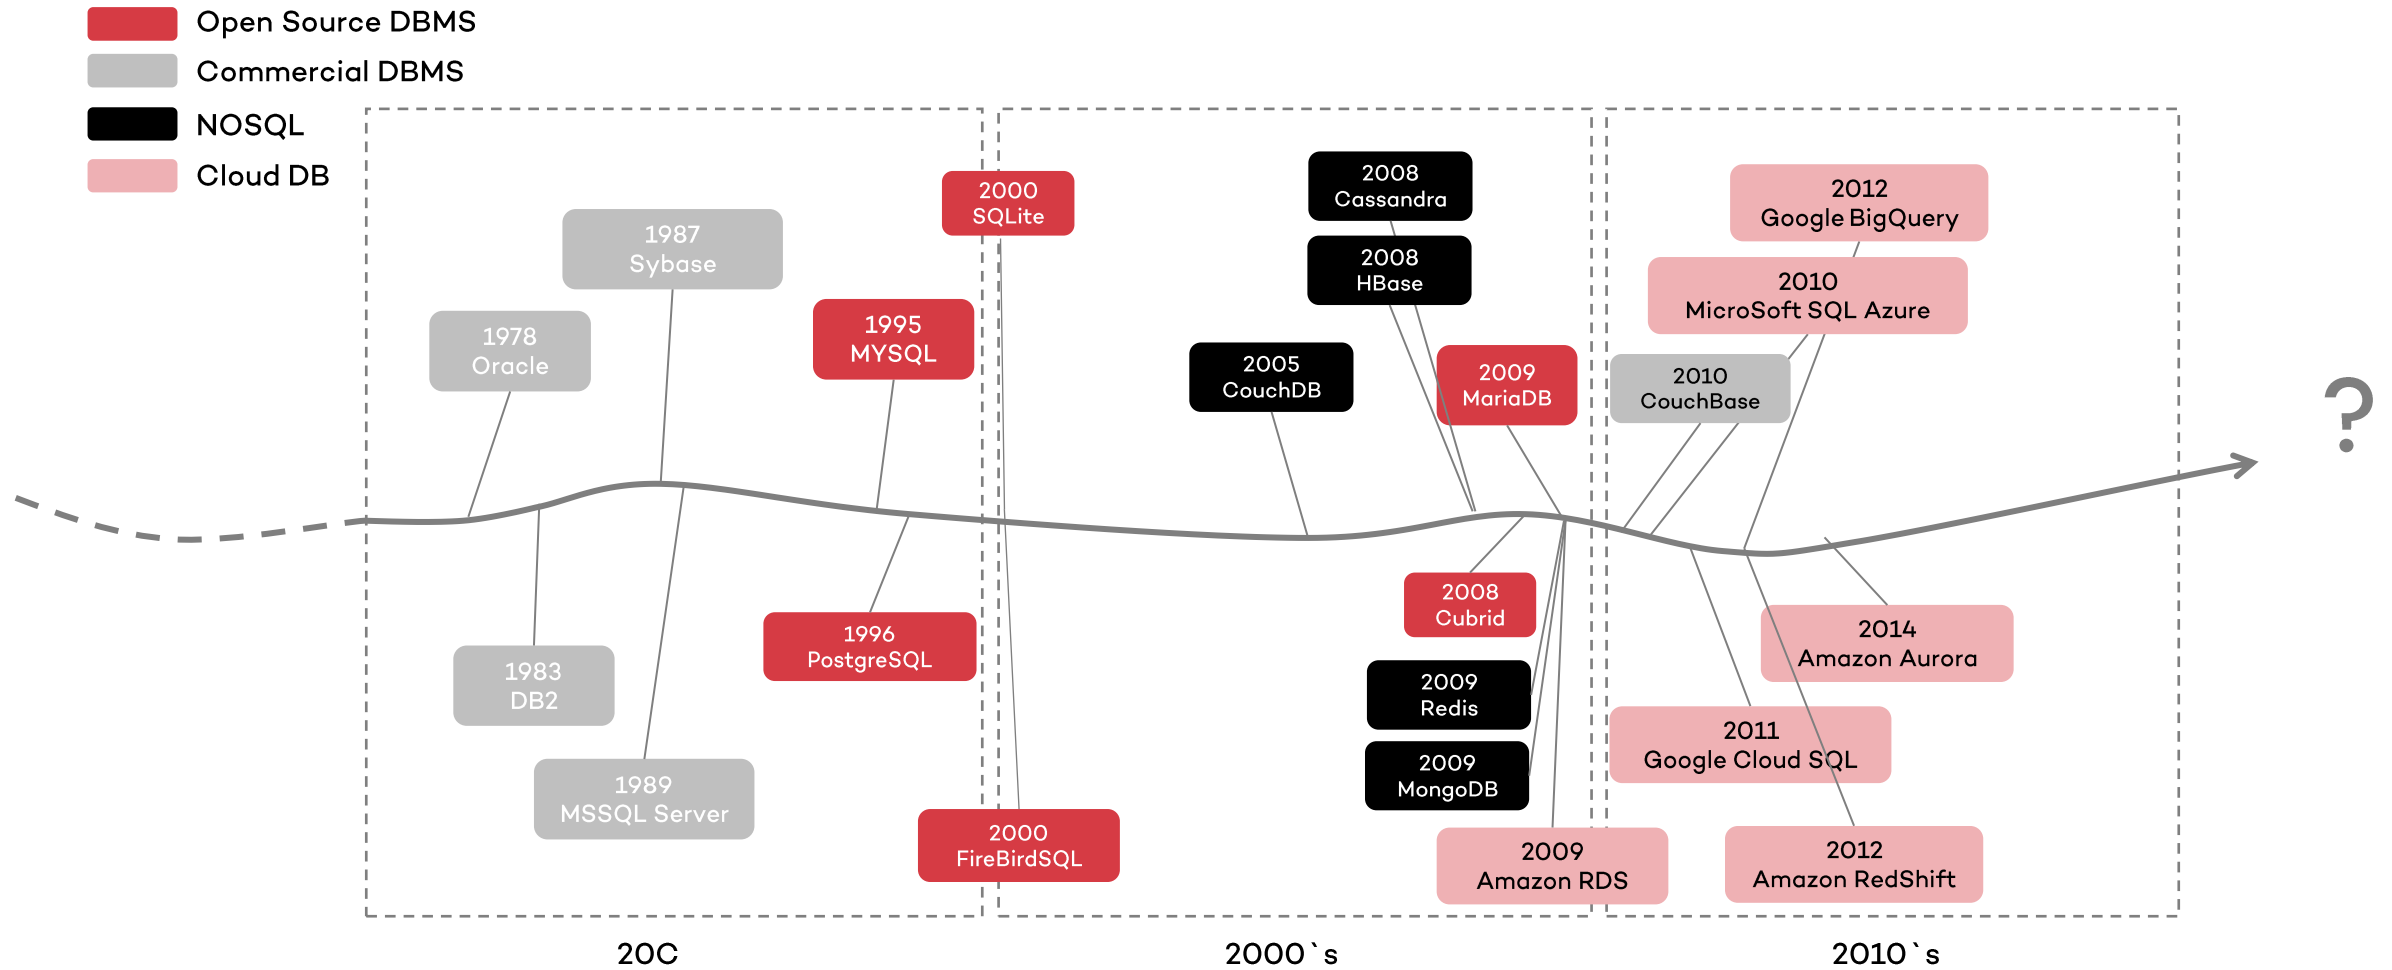 Open Source DBMS
Commercial DBMS
NOSQL
Cloud DB
1978
Oracle
1987
Sybase
1995
MYSQL
1983
DB2
1989
MSSQL Server
1996
PostgreSQL
2000
SQLite
2000
FireBirdSQL
2005
CouchDB
2008
Cassandra
2008
HBase
2009
MariaDB
2008
Cubrid
2009
Redis
2009
MongoDB
2009
Amazon RDS
2012
Google BigQuery
2010
MicroSoft SQL Azure
2010
CouchBase
2014
Amazon Aurora
2011
Google Cloud SQL
2012
Amazon RedShift
?
20C
2000`s
2010`s